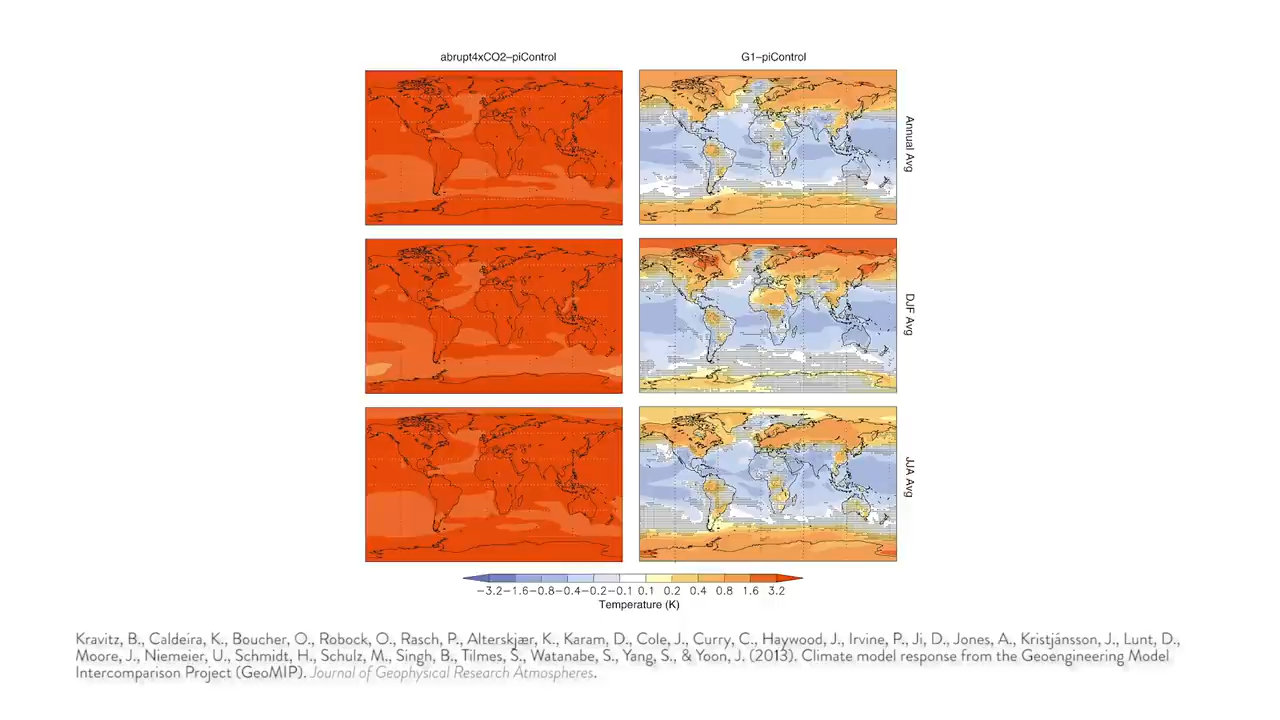 abrupt4xCO2–piControl
G1–piControl
Annual Avg
DJF Avg
JJA Avg
−3.2−1.6−0.8−0.4−0.2−0.1 0.1 0.2 0.4 0.8 1.6 3.2
Temperature (K)
Kravitz, B., Caldeira, K., Boucher, O., Robock, O., Rasch, P., Alterskjær, K., Karam, D., Cole, J., Curry, C., Haywood, J., Irvine, P., Ji, D., Jones, A., Kristjánsson, J., Lunt, D.,
Moore, J., Niemeier, U., Schmidt, H., Schulz, M., Singh, B., Tilmes, S., Watanabe, S., Yang, S., & Yoon, J. (2013). Climate model response from the Geoengineering Model
Intercomparison Project (GeoMIP). Journal of Geophysical Research Atmospheres.